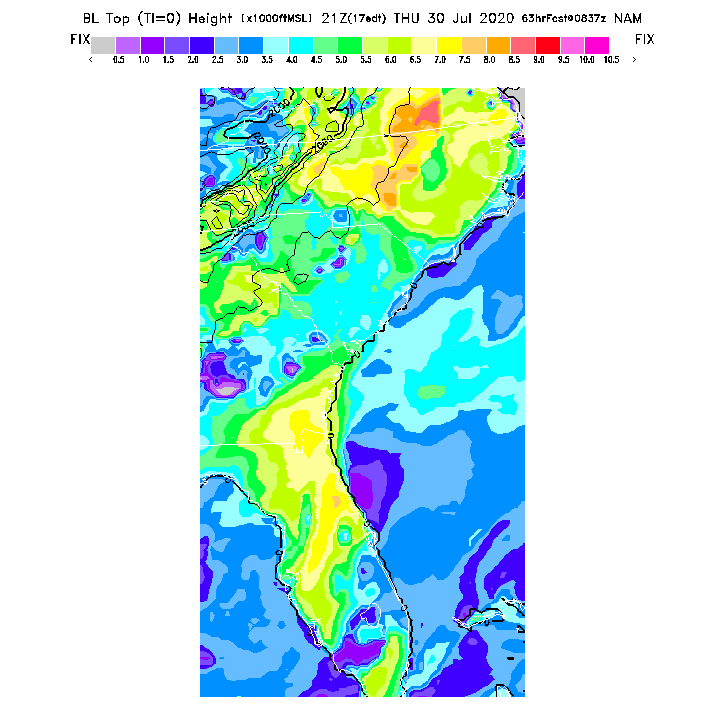 BL Top (TI=0) Height [x1000ftMSL] 21Z(17edt) THU 30 Jul 2020 63hrFcst@0837z NAM
FIX FIX
< 0.5 1.0 1.5 2.0 2.5 3.0 3.5 4.0 4.5 5.0 5.5 6.0 6.5 7.0 7.5 8.0 8.5 9.0 9.5 10.0 10.5 >
2000
2000
2000